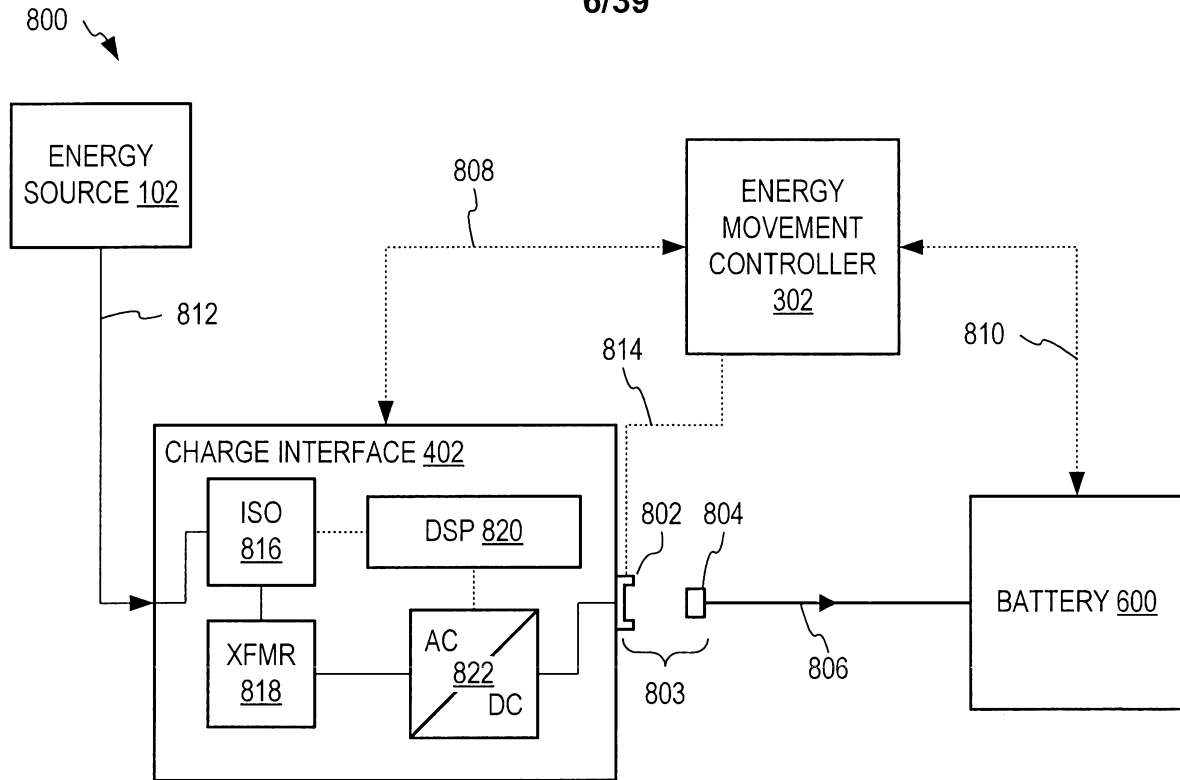 6/39
800
ENERGY
SOURCE 102
812
808
ENERGY
MOVEMENT
CONTROLLER
302
810
814
CHARGE INTERFACE 402
ISO
816
DSP 820
XFMR
818
AC
822
DC
802
804
803
806
BATTERY 600